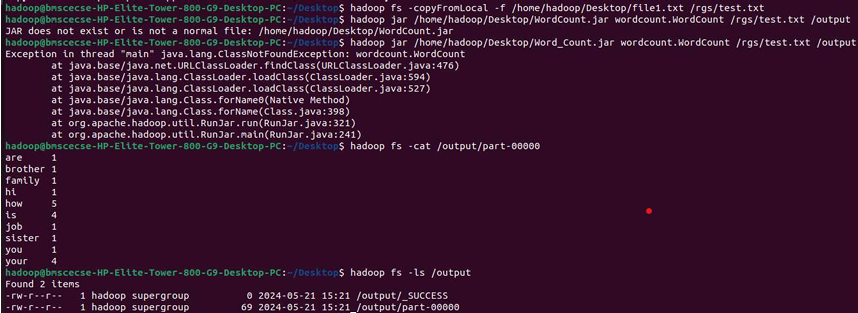 hadoop@bmscecse-HP-Elite-Tower-800-G9-Desktop-PC:~/Desktop$ hadoop fs -copyFromLocal -f /home/hadoop/Desktop/file1.txt /rgs/test.txt
hadoop@bmscecse-HP-Elite-Tower-800-G9-Desktop-PC:~/Desktop$ hadoop jar /home/hadoop/Desktop/WordCount.jar wordcount.WordCount /rgs/test.txt /output
JAR does not exist or is not a normal file: /home/hadoop/Desktop/WordCount.jar
hadoop@bmscecse-HP-Elite-Tower-800-G9-Desktop-PC:~/Desktop$ hadoop jar /home/hadoop/Desktop/Word_Count.jar wordcount.WordCount /rgs/test.txt /output
Exception in thread "main" java.lang.ClassNotFoundException: wordcount.WordCount
at java.base/java.net.URLClassLoader.findClass(URLClassLoader.java:476)
at java.base/java.lang.ClassLoader.loadClass(ClassLoader.java:594)
at java.base/java.lang.ClassLoader.loadClass(ClassLoader.java:527)
at java.base/java.lang.Class.forName0(Native Method)
at java.base/java.lang.Class.forName(Class.java:398)
at org.apache.hadoop.util.RunJar.run(RunJar.java:321)
at org.apache.hadoop.util.RunJar.main(RunJar.java:241)
hadoop@bmscecse-HP-Elite-Tower-800-G9-Desktop-PC:~/Desktop$ hadoop fs -cat /output/part-00000
are 1
brother 1
family 1
hi 1
how 5
is 4
job 1
sister 1
you 1
your 4
hadoop@bmscecse-HP-Elite-Tower-800-G9-Desktop-PC:~/Desktop$ hadoop fs -ls /output
Found 2 items
-rw-r--r-- 1 hadoop supergroup 0 2024-05-21 15:21 /output/_SUCCESS
-rw-r--r-- 1 hadoop supergroup 69 2024-05-21 15:21 /output/part-00000